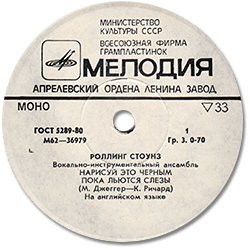 МИНИСТЕРСТВО
КУЛЬТУРЫ СССР
ВСЕСОЮЗНАЯ ФИРМА
ГРАМПЛАСТИНОК
МЕЛОДИЯ
АПРЕЛЕВСКИЙ ОРДЕНА ЛЕНИНА ЗАВОД
МОНО ▽33
ГОСТ 5289-80 1
М62—36979 Гр. 3. 0-70
РОЛЛИНГ СТОУНЗ
Вокально-инструментальный ансамбль
НАРИСУЙ ЭТО ЧЕРНЫМ
ПОКА ЛЬЮТСЯ СЛЕЗЫ
(М. Джеггер—К. Ричард)
На английском языке